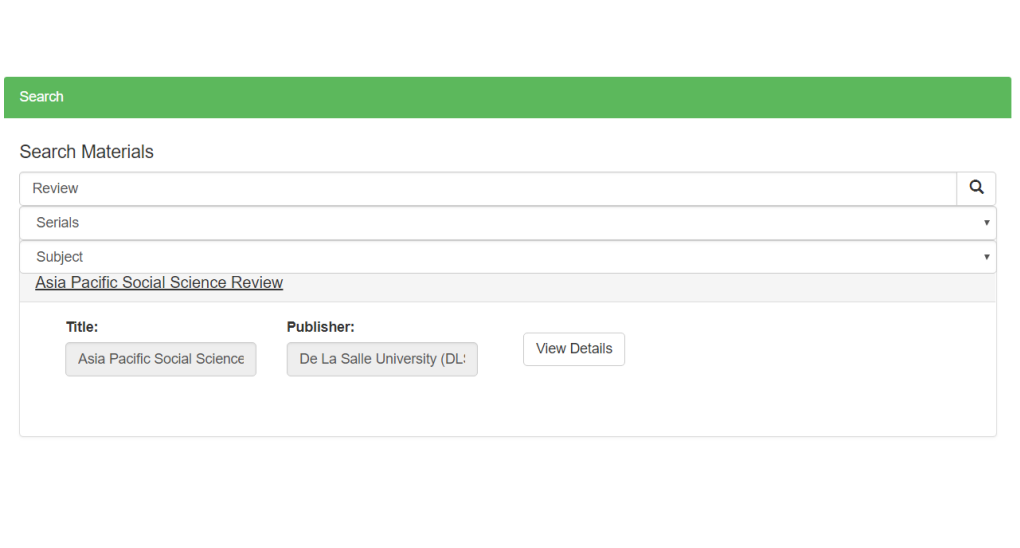 Search
Search Materials
Review
Serials
Subject
Asia Pacific Social Science Review
Title: Publisher:
Asia Pacific Social Science De La Salle University (DLS View Details